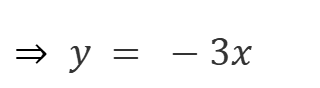 ⇒ y = − 3x